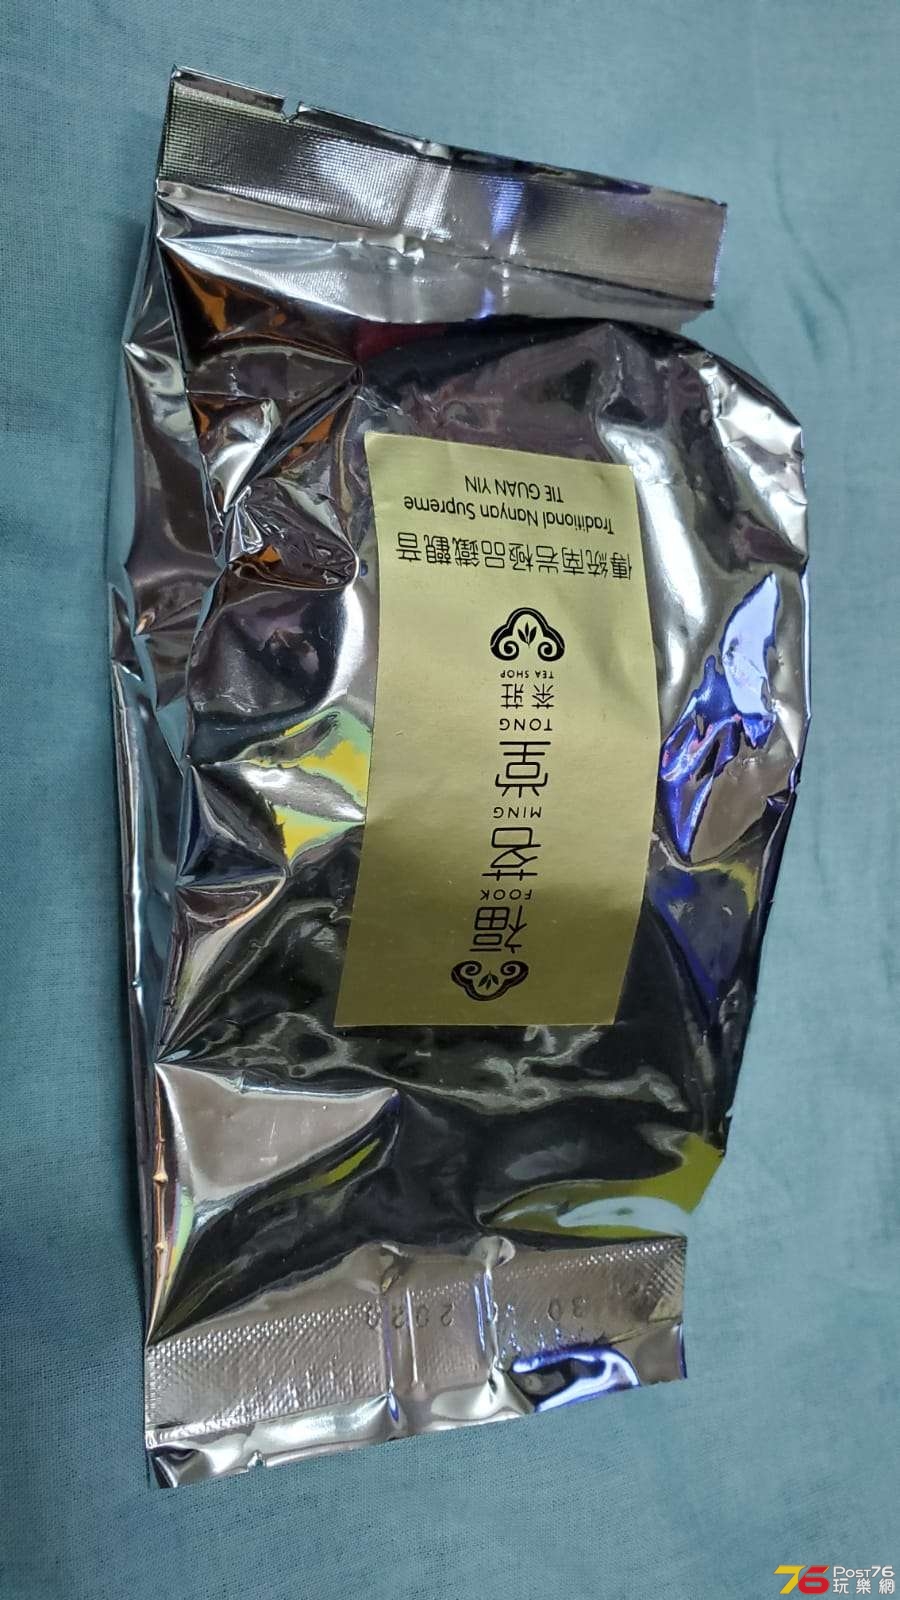 福茗堂
FOOK MING TONG
茶莊
TEA SHOP
傳統南岩極品鐵觀音
Traditional Nanyan Supreme
TIE GUAN YIN
Post76
玩樂網